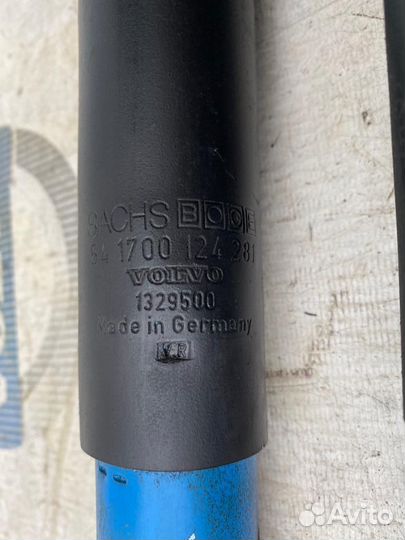 SACHS BOGE
84 1700 124 281
VOLVO
1329500
Made in Germany
Avito